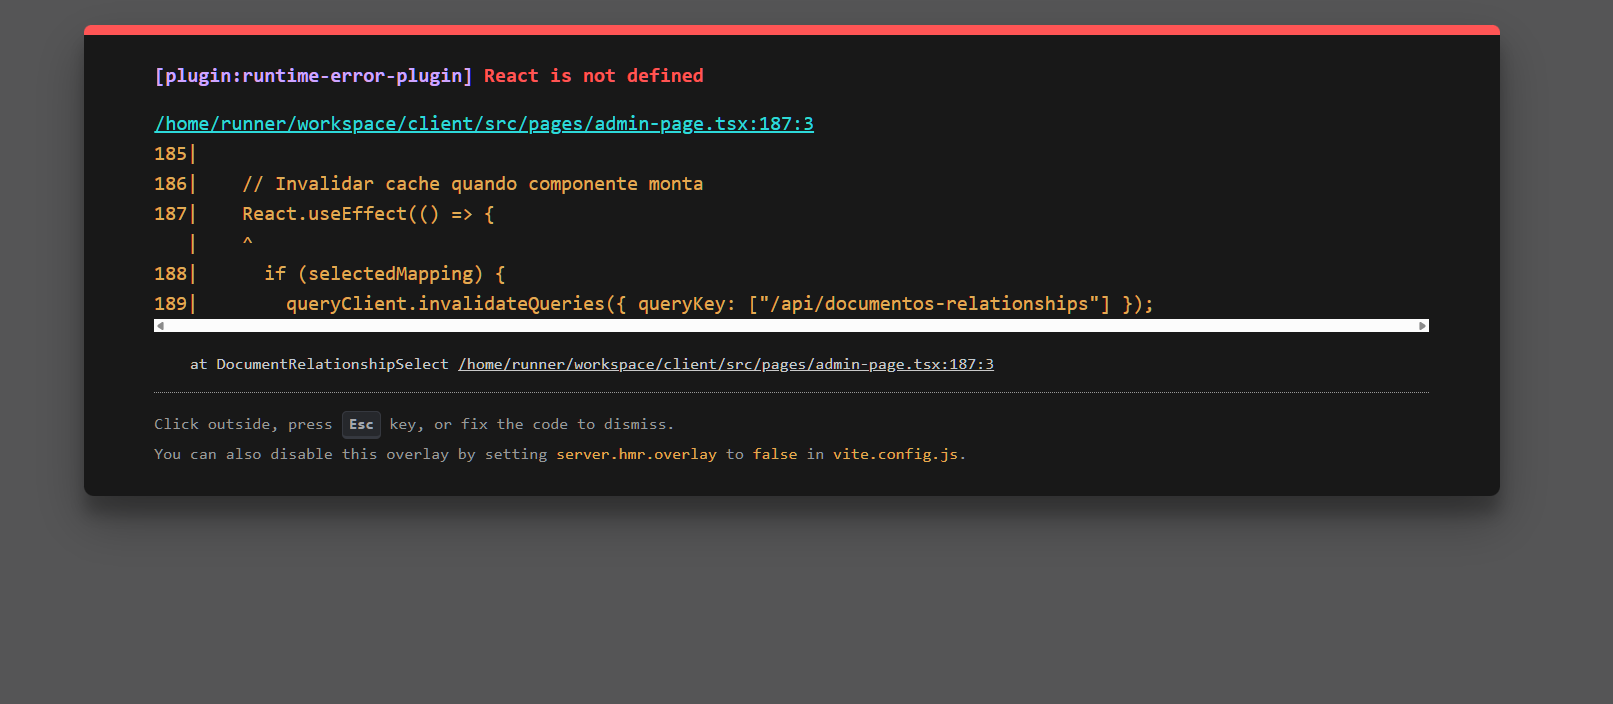 [plugin:runtime-error-plugin] React is not defined
/home/runner/workspace/client/src/pages/admin-page.tsx:187:3
185|
186|    // Invalidar cache quando componente monta
187|    React.useEffect(() => {
   |    ^
188|      if (selectedMapping) {
189|        queryClient.invalidateQueries({ queryKey: ["/api/documentos-relationships"] });
at DocumentRelationshipSelect /home/runner/workspace/client/src/pages/admin-page.tsx:187:3
Click outside, press Esc key, or fix the code to dismiss.
You can also disable this overlay by setting server.hmr.overlay to false in vite.config.js.